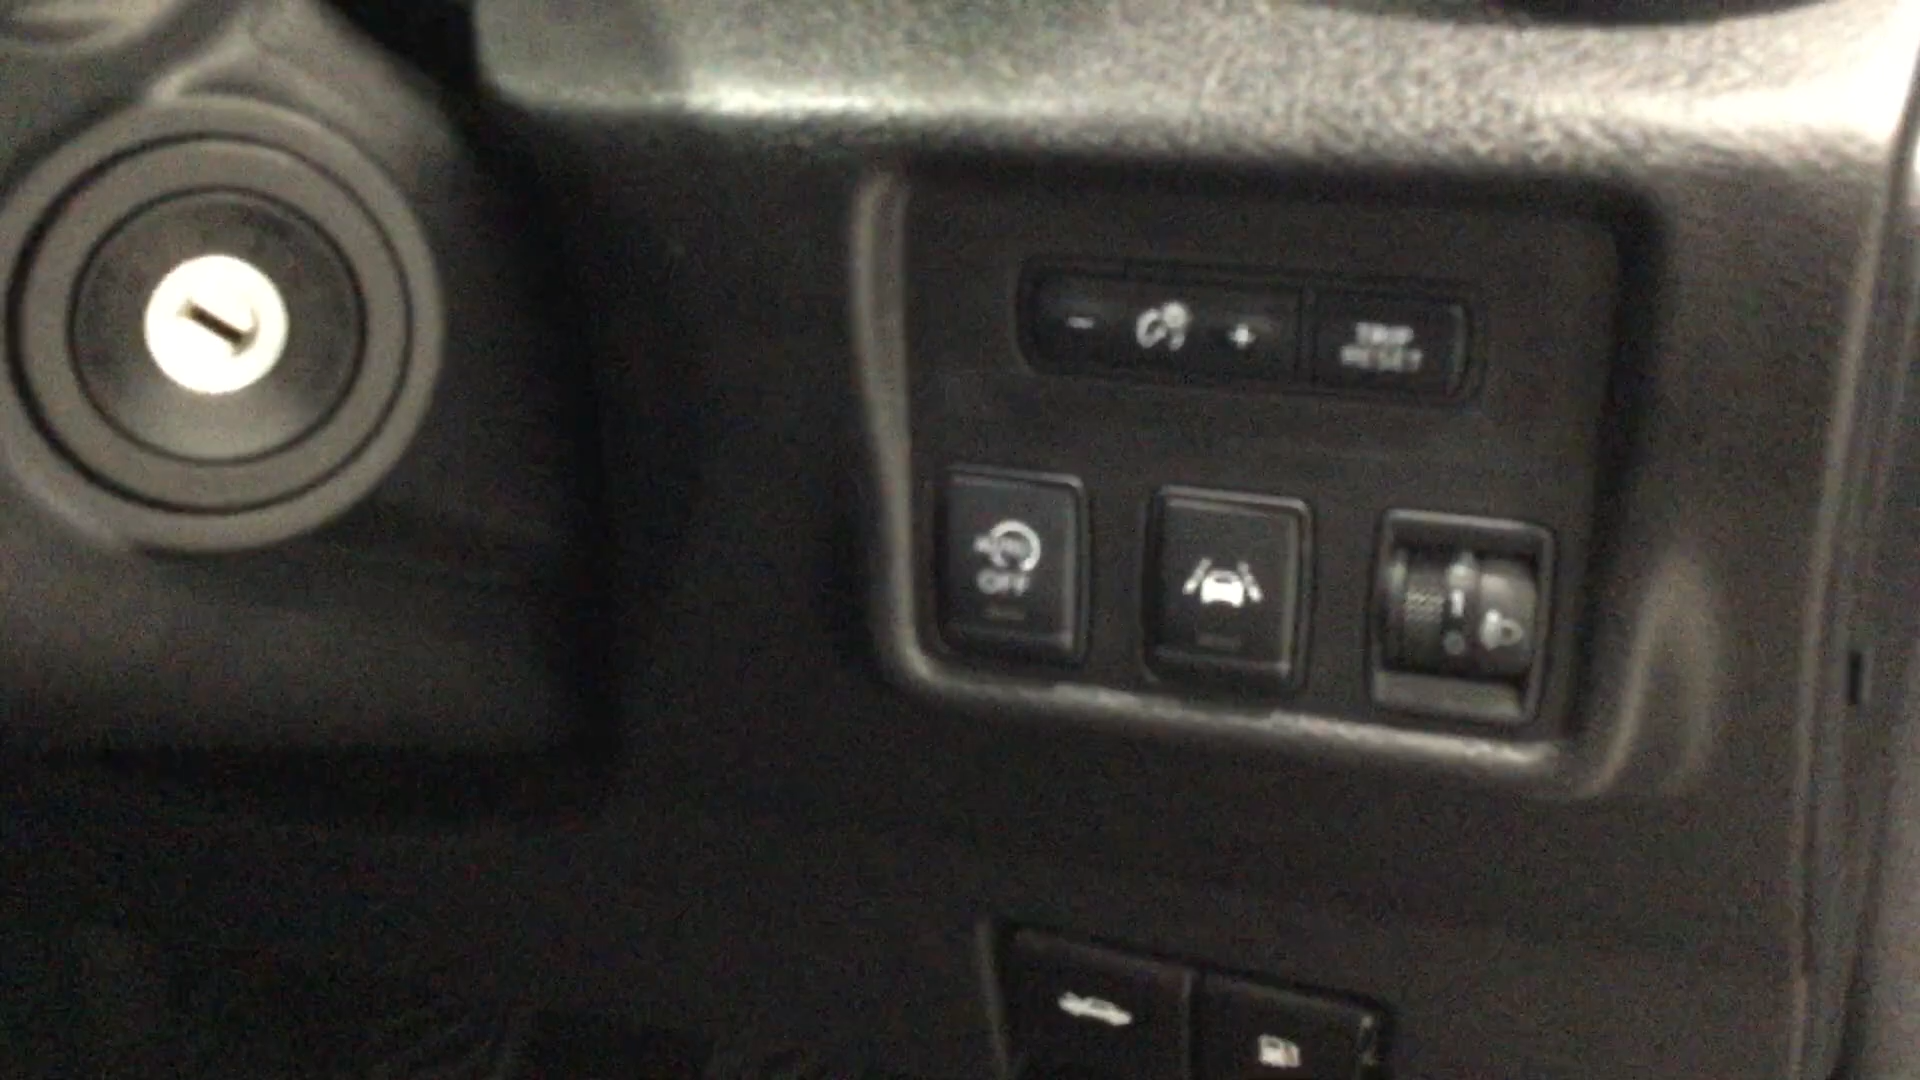 - +
TRIP
RESET
OFF